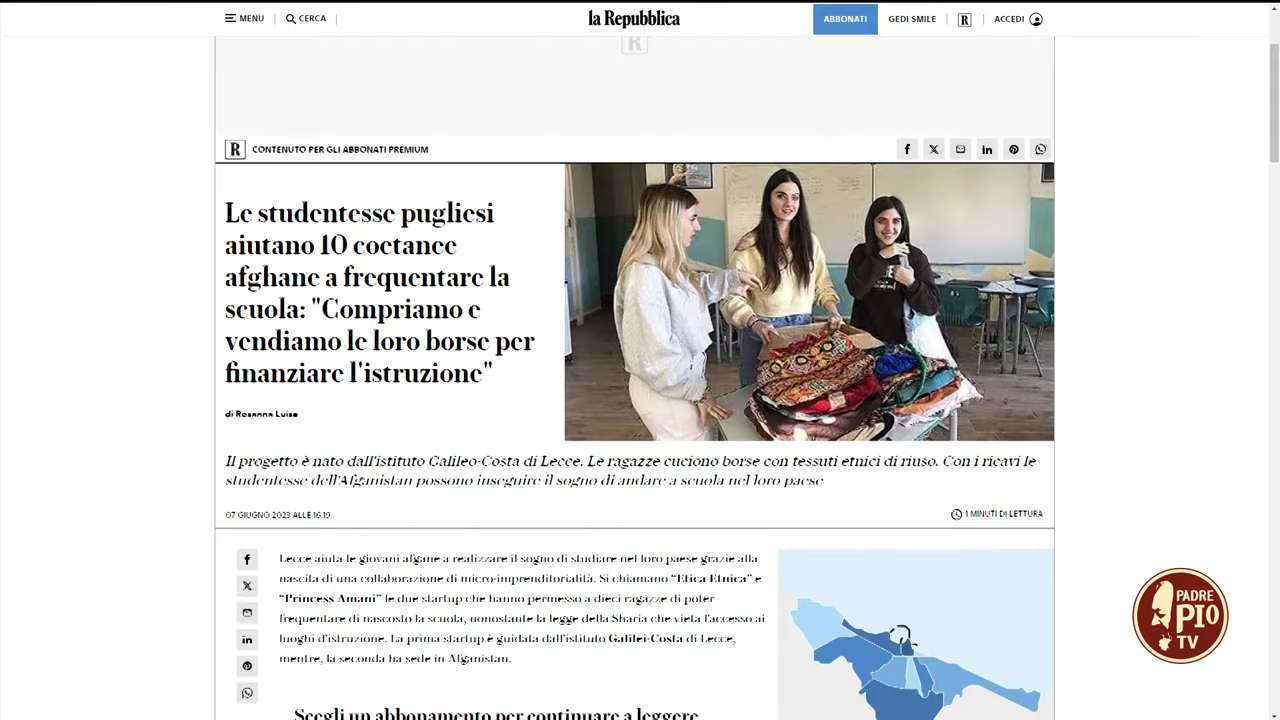 MENU
CERCA
la Repubblica
ABBONATI
GEDI SMILE
R
ACCEDI
R
R
CONTENUTO PER GLI ABBONATI PREMIUM
Le studentesse pugliesi
aiutano 10 coetanee
afghane a frequentare la
scuola: "Compriamo e
vendiamo le loro borse per
finanziare l'istruzione"
di Rosanna Luise
Il progetto è nato dall'istituto Galileo-Costa di Lecce. Le ragazze cuciono borse con tessuti etnici di riuso. Con i ricavi le
studentesse dell'Afganistan possono inseguire il sogno di andare a scuola nel loro paese
07 GIUGNO 2023 ALLE 16:19
1 MINUTI DI LETTURA
Lecce aiuta le giovani afgane a realizzare il sogno di studiare nel loro paese grazie alla
nascita di una collaborazione di micro-imprenditorialità. Si chiamano “Etica Etnica” e
“Princess Amani” le due startup che hanno permesso a dieci ragazze di poter
frequentare di nascosto la scuola, nonostante la legge della Sharia che vieta l'accesso ai
luoghi d'istruzione. La prima startup è guidata dall'istituto Galilei-Costa di Lecce,
mentre, la seconda ha sede in Afghanistan.
Scegli un abbonamento per continuare a leggere
PADRE
PIO
TV